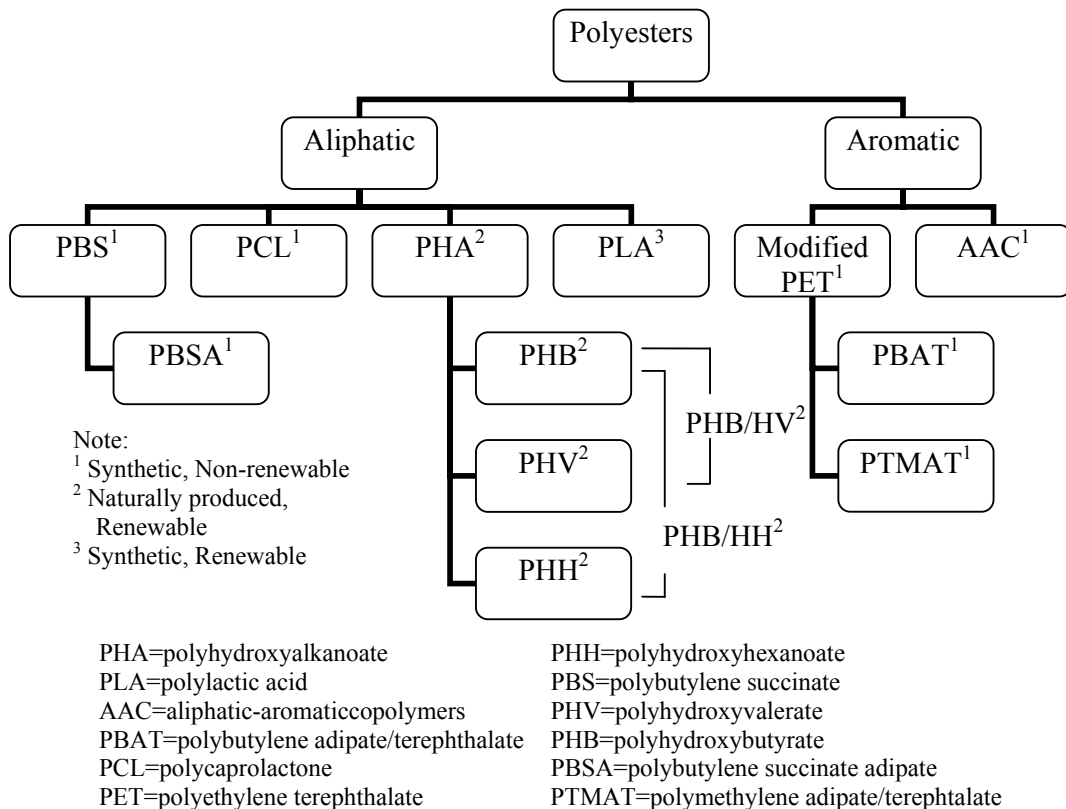 Polyesters
Aliphatic
Aromatic
PBS¹
PCL¹
PHA²
PLA³
Modified
PET¹
AAC¹
PBSA¹
PHB²
PBAT¹
PHB/HV²
Note:
¹ Synthetic, Non-renewable
² Naturally produced,
Renewable
³ Synthetic, Renewable
PHV²
PTMAT¹
PHB/HH²
PHH²
PHA=polyhydroxyalkanoate
PLA=polylactic acid
AAC=aliphatic-aromaticcopolymers
PBAT=polybutylene adipate/terephthalate
PCL=polycaprolactone
PET=polyethylene terephthalate
PHH=polyhydroxyhexanoate
PBS=polybutylene succinate
PHV=polyhydroxyvalerate
PHB=polyhydroxybutyrate
PBSA=polybutylene succinate adipate
PTMAT=polymethylene adipate/terephtalate